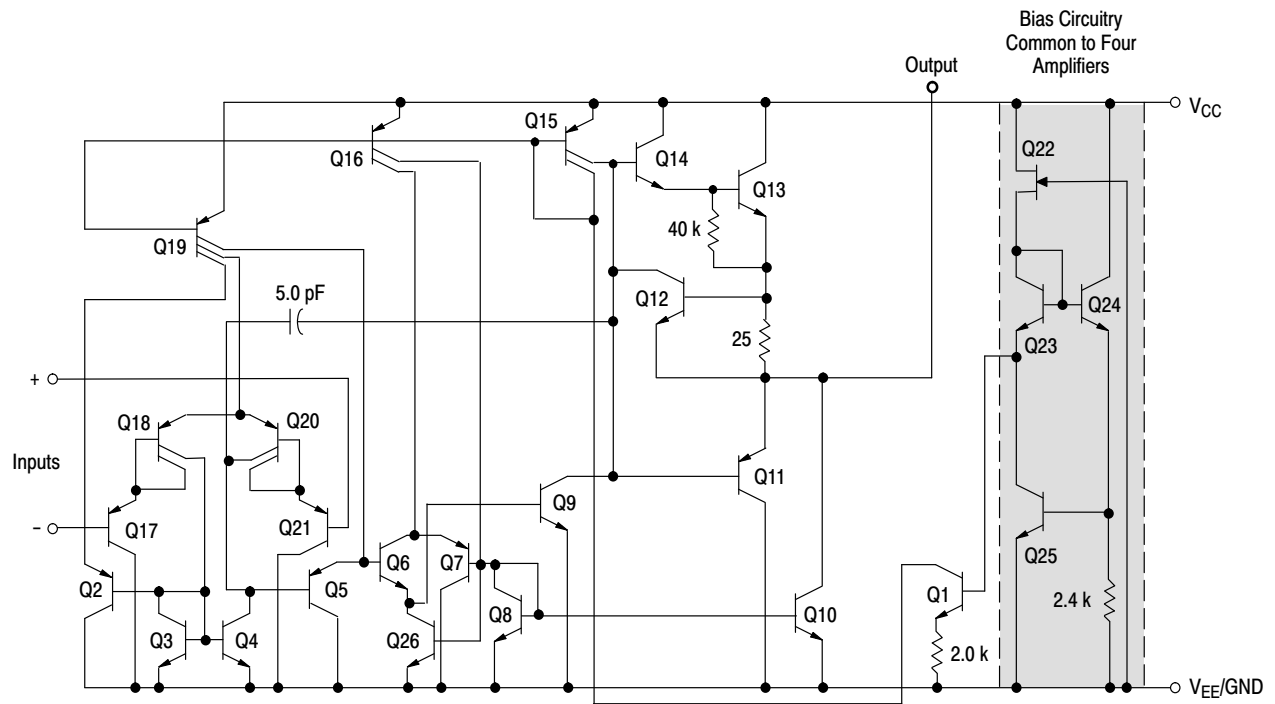 Bias Circuitry
Common to Four
Amplifiers
Output
VCC
Q15
Q22
Q16
Q14
Q13
Q19
40 k
5.0 pF
Q12
Q24
25
Q23
+
Q18
Q20
Inputs
Q11
Q9
–
Q17
Q21
Q25
Q6
Q7
Q2
Q5
Q1
2.4 k
Q3
Q4
Q26
Q8
Q10
2.0 k
VEE/GND